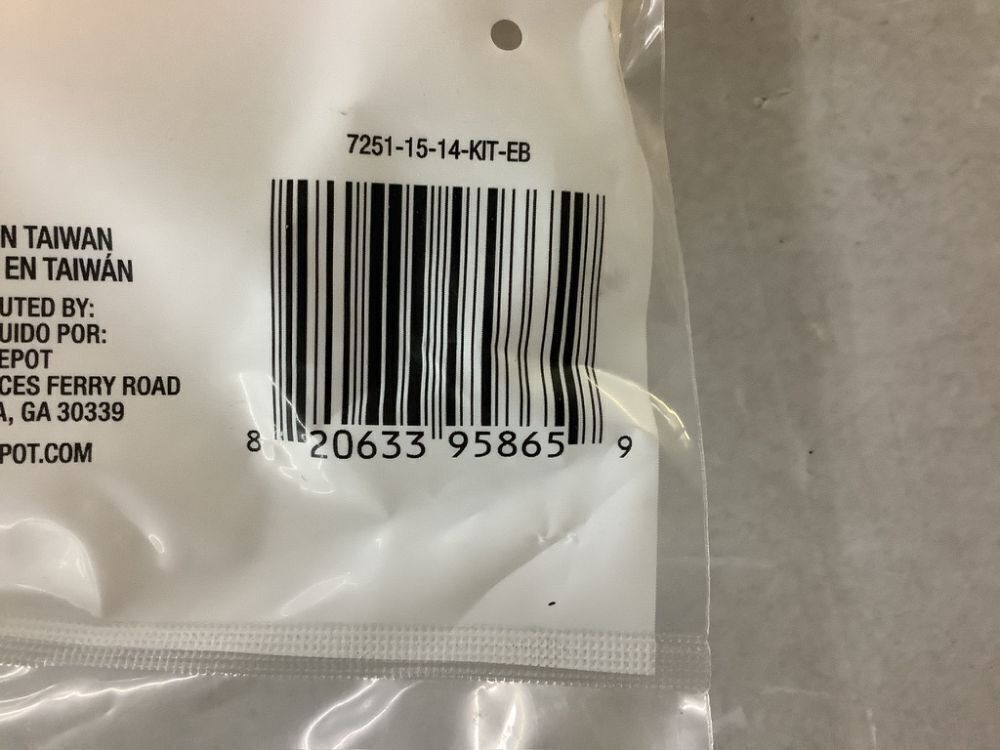 7251-15-14-KIT-EB
N TAIWAN
EN TAIWÁN
UTED BY:
UIDO POR:
EPOT
CES FERRY ROAD
A, GA 30339
POT.COM
8 20633 95865 9